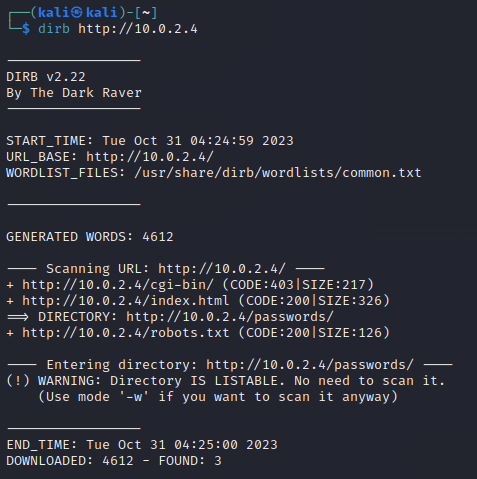 ┌──(kali㉿kali)-[~]
└─$ dirb http://10.0.2.4
-----------------
DIRB v2.22
By The Dark Raver
-----------------
START_TIME: Tue Oct 31 04:24:59 2023
URL_BASE: http://10.0.2.4/
WORDLIST_FILES: /usr/share/dirb/wordlists/common.txt
-----------------
GENERATED WORDS: 4612
---- Scanning URL: http://10.0.2.4/ ----
+ http://10.0.2.4/cgi-bin/ (CODE:403|SIZE:217)
+ http://10.0.2.4/index.html (CODE:200|SIZE:326)
==> DIRECTORY: http://10.0.2.4/passwords/
+ http://10.0.2.4/robots.txt (CODE:200|SIZE:126)
---- Entering directory: http://10.0.2.4/passwords/ ----
(!) WARNING: Directory IS LISTABLE. No need to scan it.
(Use mode '-w' if you want to scan it anyway)
-----------------
END_TIME: Tue Oct 31 04:25:00 2023
DOWNLOADED: 4612 - FOUND: 3